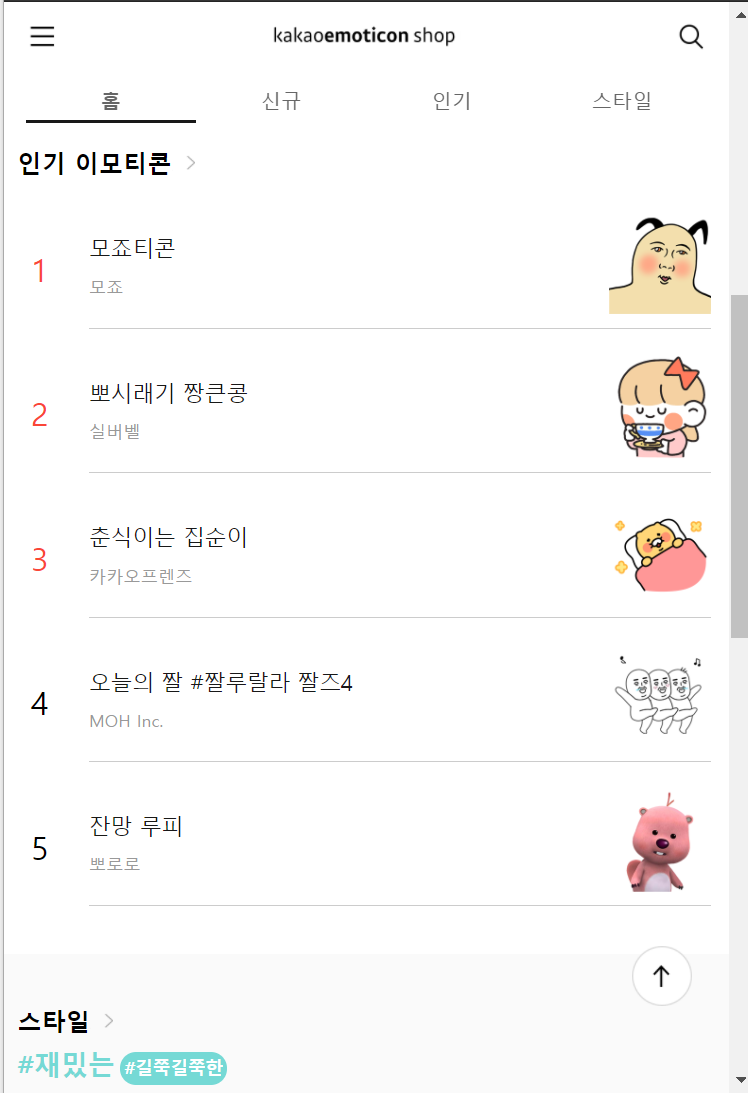 kakaoemoticon shop
홈 신규 인기 스타일
인기 이모티콘 >
1 모죠티콘
모죠
2 뽀시래기 짱큰콩
실버벨
3 춘식이는 집순이
카카오프렌즈
4 오늘의 짤 #짤루랄라 짤즈4
MOH Inc.
5 잔망 루피
뽀로로
스타일 >
#재밌는 #길쭉길쭉한